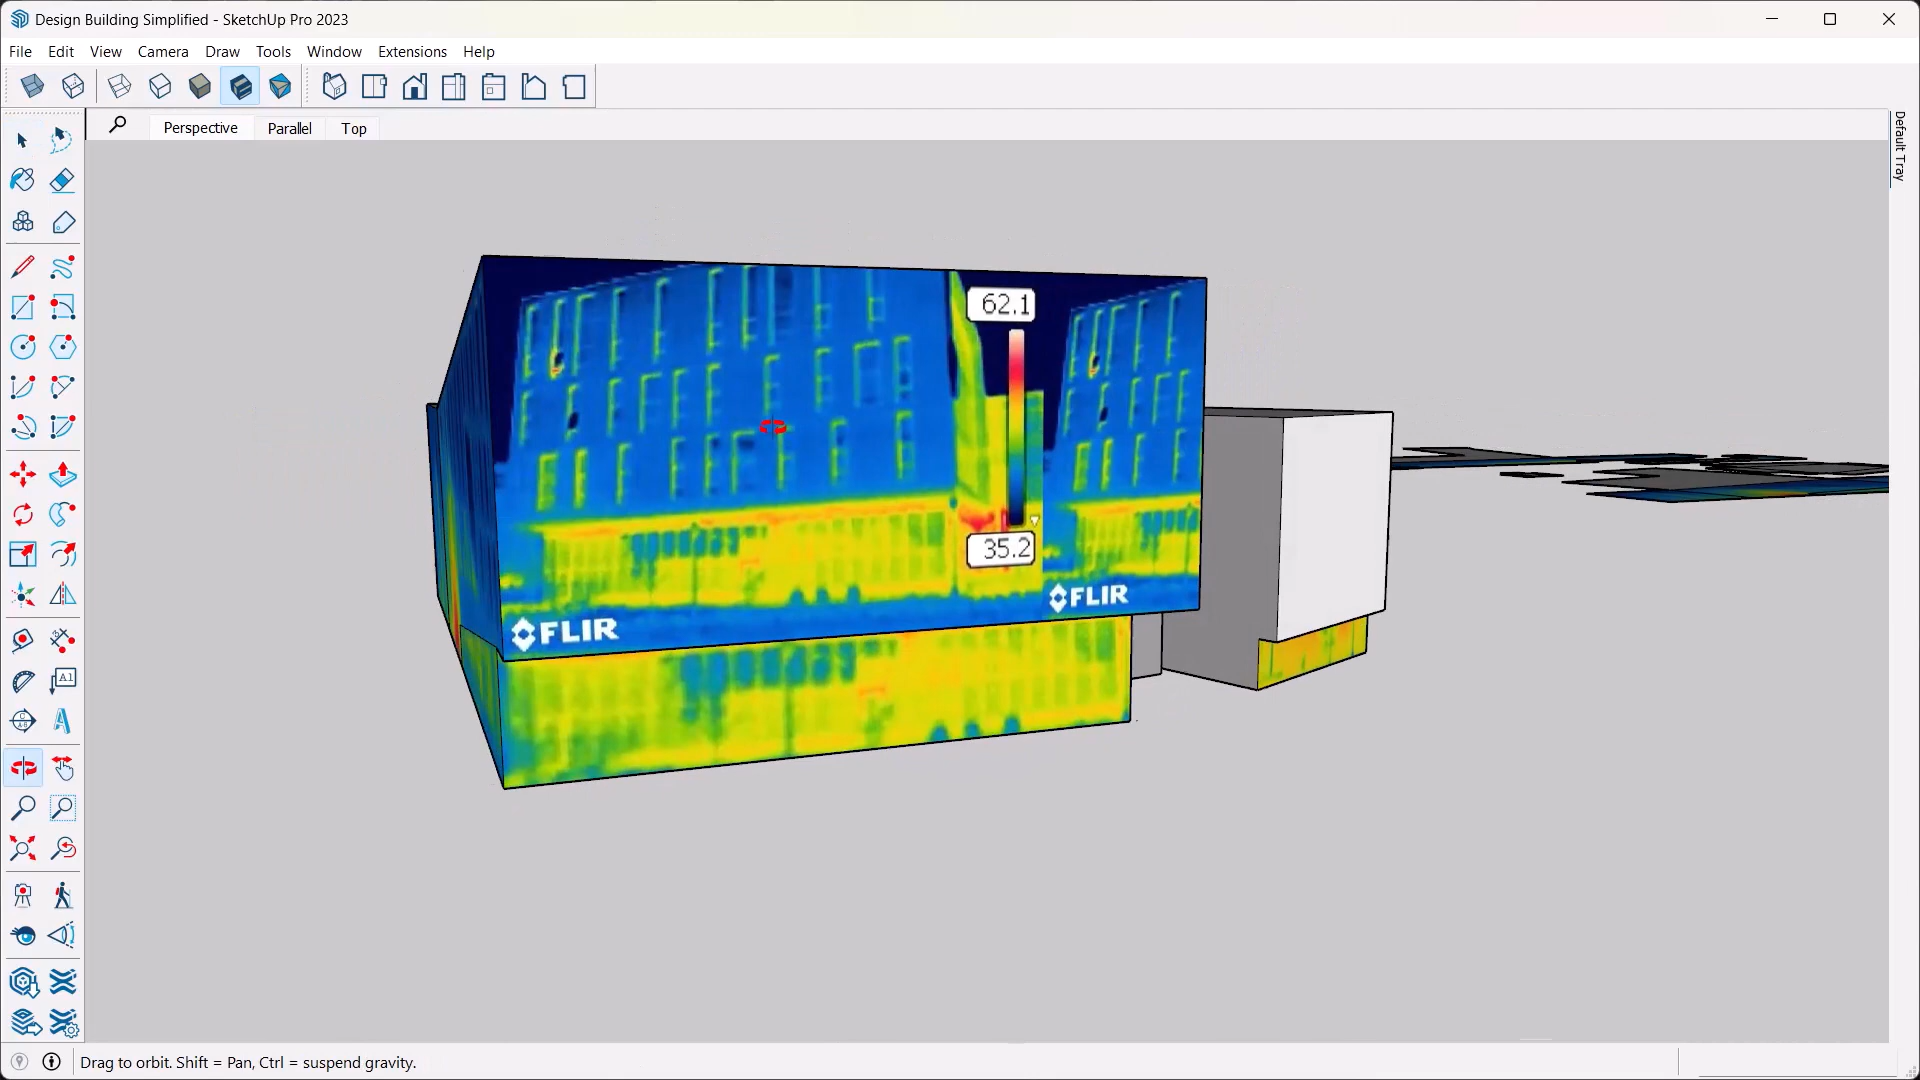 Design Building Simplified - SketchUp Pro 2023
File Edit View Camera Draw Tools Window Extensions Help
Perspective Parallel Top
Default Tray
62.1
35.2
FLIR
FLIR
A1
Drag to orbit. Shift = Pan, Ctrl = suspend gravity.